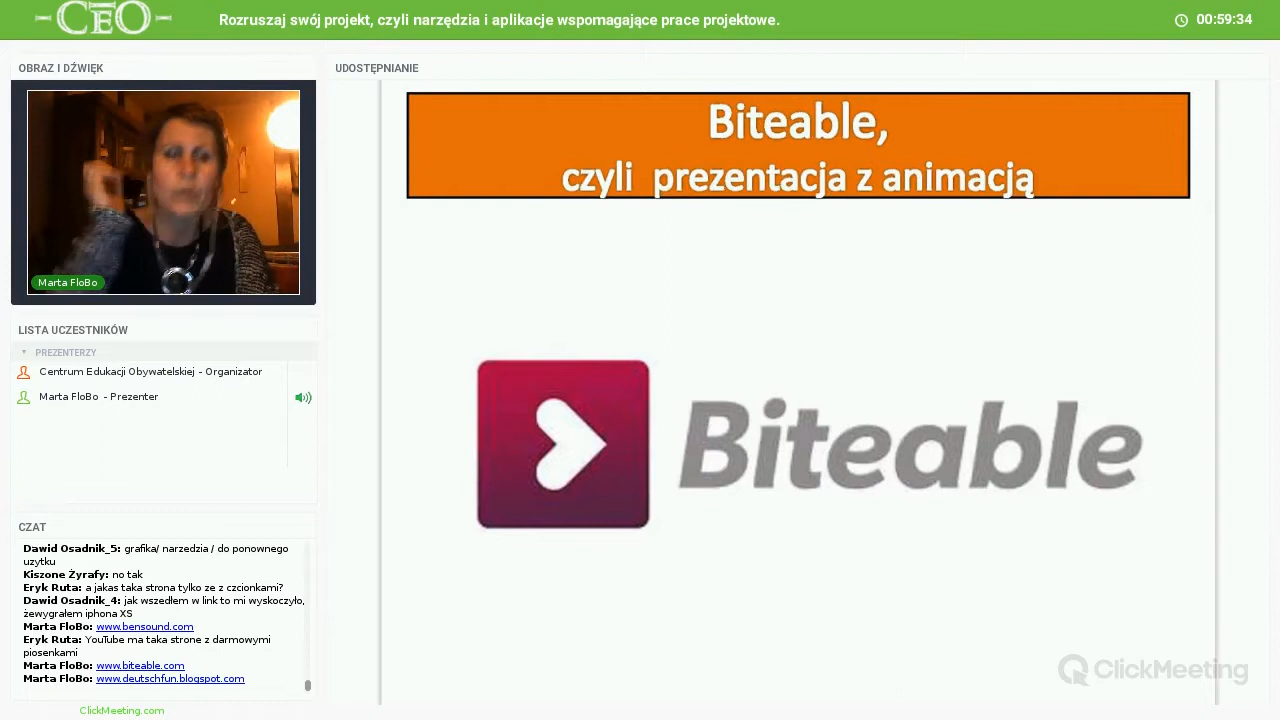 CEO
Rozruszaj swój projekt, czyli narzędzia i aplikacje wspomagające prace projektowe.
00:59:34
OBRAZ I DŹWIĘK
Marta FloBo
LISTA UCZESTNIKÓW
PREZENTERZY
Centrum Edukacji Obywatelskiej - Organizator
Marta FloBo - Prezenter
CZAT
Dawid Osadnik_5: grafika/ narzedzia / do ponownego
uzytku
Kiszone Żyrafy: no tak
Eryk Ruta: a jakas taka strona tylko ze z czcionkami?
Dawid Osadnik_4: jak wszedłem w link to mi wyskoczyło,
żewygrałem iphona XS
Marta FloBo: www.bensound.com
Eryk Ruta: YouTube ma taka strone z darmowymi
piosenkami
Marta FloBo: www.biteable.com
Marta FloBo: www.deutschfun.blogspot.com
ClickMeeting.com
UDOSTĘPNIANIE
Biteable,
czyli prezentacja z animacją
Biteable
ClickMeeting